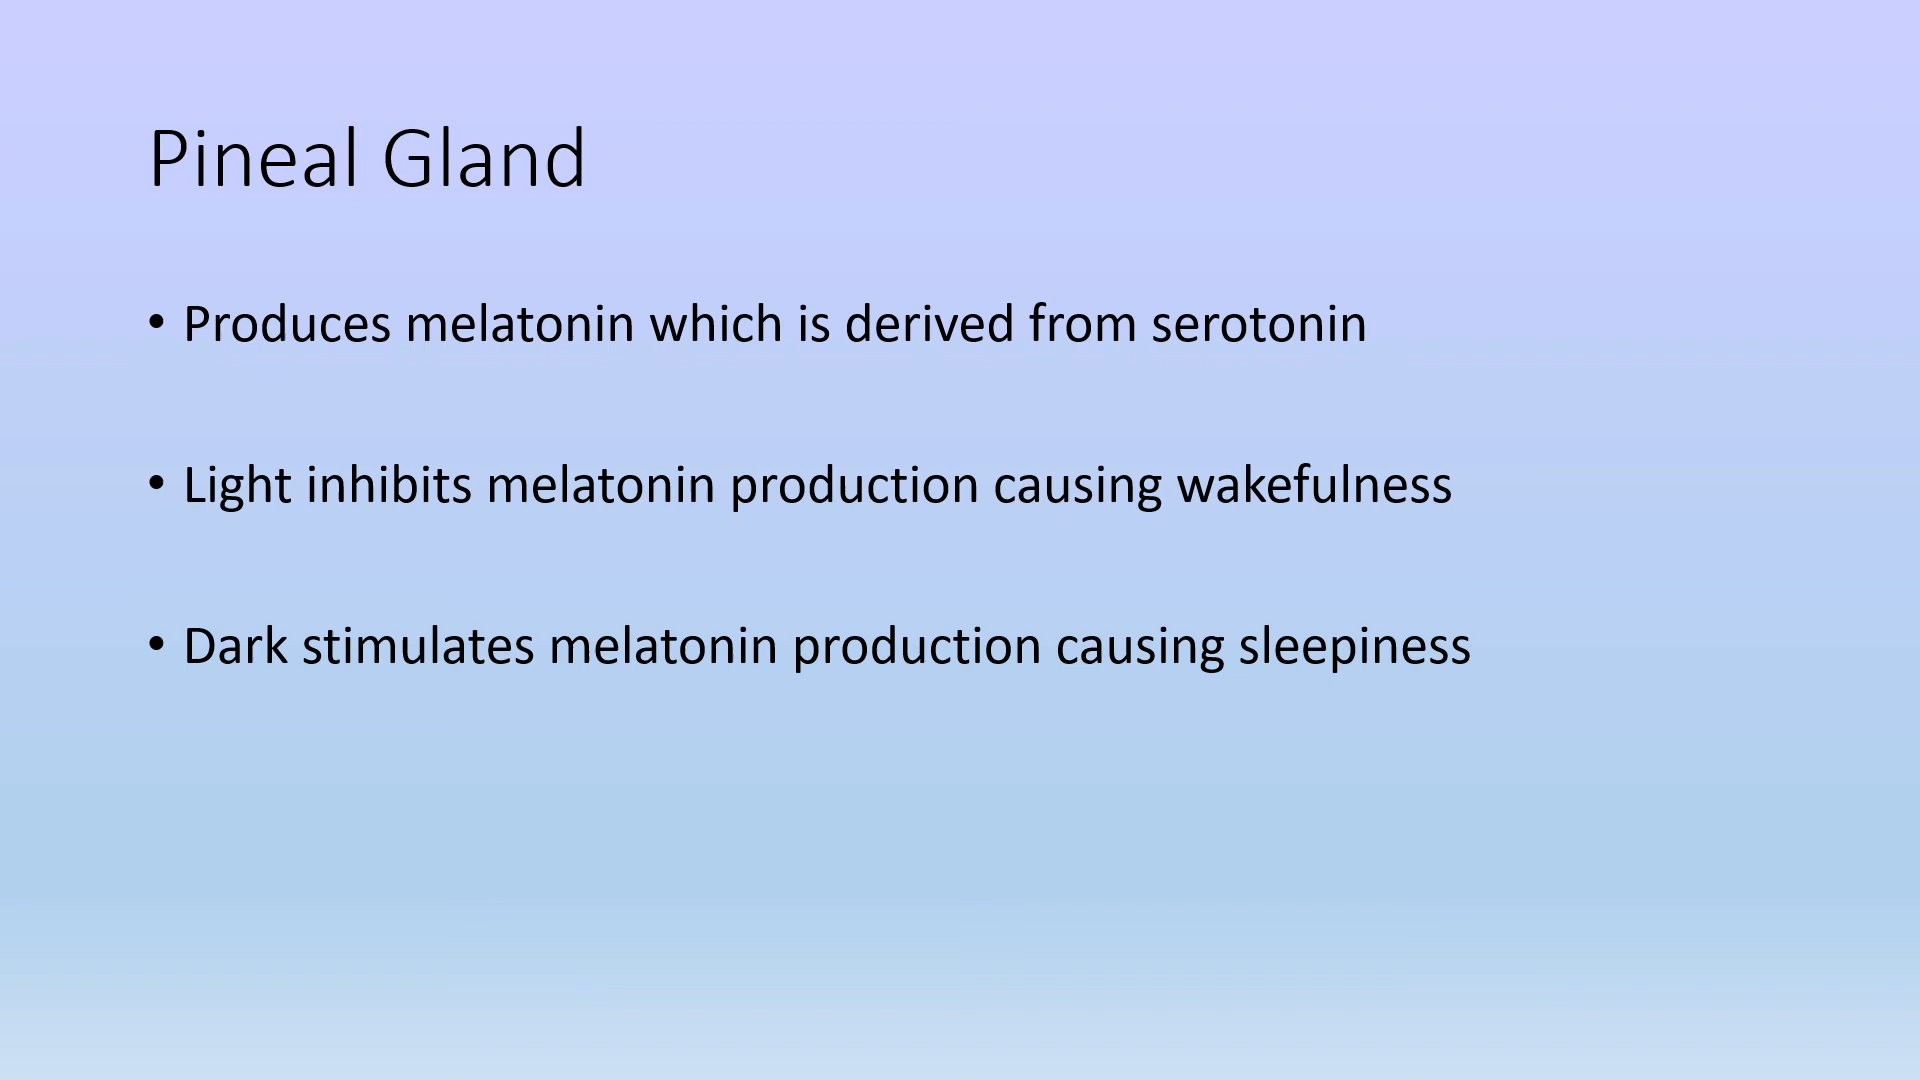 Pineal Gland
• Produces melatonin which is derived from serotonin
• Light inhibits melatonin production causing wakefulness
• Dark stimulates melatonin production causing sleepiness